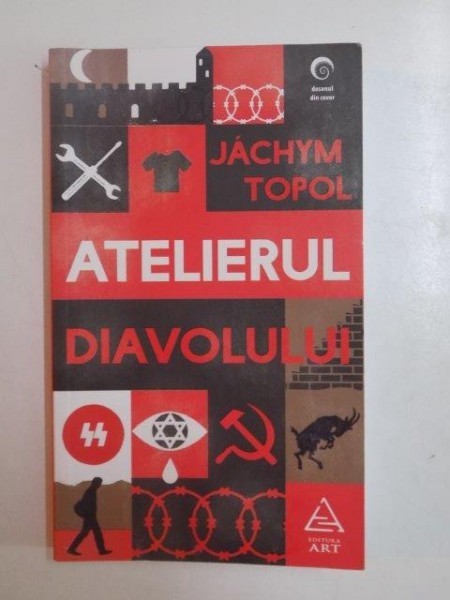 desenul
din covor
JÁCHYM
TOPOL
ATELIERUL
DIAVOLULUI
EDITURA
ART